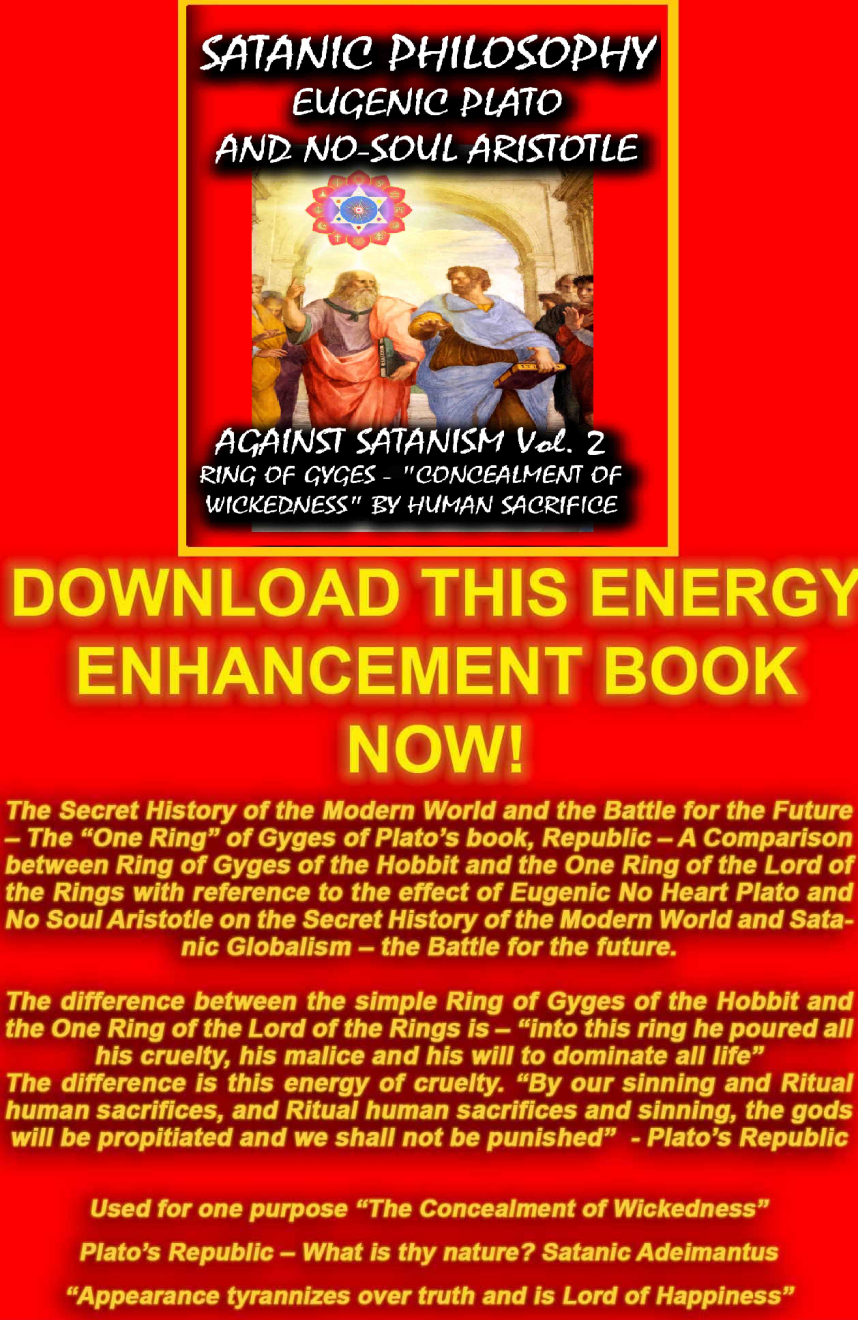 SATANIC PHILOSOPHY
EUGENIC PLATO
AND NO-SOUL ARISTOTLE
AGAINST SATANISM Vol. 2
RING OF GYGES - "CONCEALMENT OF
WICKEDNESS" BY HUMAN SACRIFICE
DOWNLOAD THIS ENERGY
ENHANCEMENT BOOK
NOW!
The Secret History of the Modern World and the Battle for the Future
– The “One Ring” of Gyges of Plato’s book, Republic – A Comparison
between Ring of Gyges of the Hobbit and the One Ring of the Lord of
the Rings with reference to the effect of Eugenic No Heart Plato and
No Soul Aristotle on the Secret History of the Modern World and Sata-
nic Globalism – the Battle for the future.
The difference between the simple Ring of Gyges of the Hobbit and
the One Ring of the Lord of the Rings is – “into this ring he poured all
his cruelty, his malice and his will to dominate all life”
The difference is this energy of cruelty. “By our sinning and Ritual
human sacrifices, and Ritual human sacrifices and sinning, the gods
will be propitiated and we shall not be punished” - Plato’s Republic
Used for one purpose “The Concealment of Wickedness”
Plato’s Republic – What is thy nature? Satanic Adeimantus
“Appearance tyrannizes over truth and is Lord of Happiness”